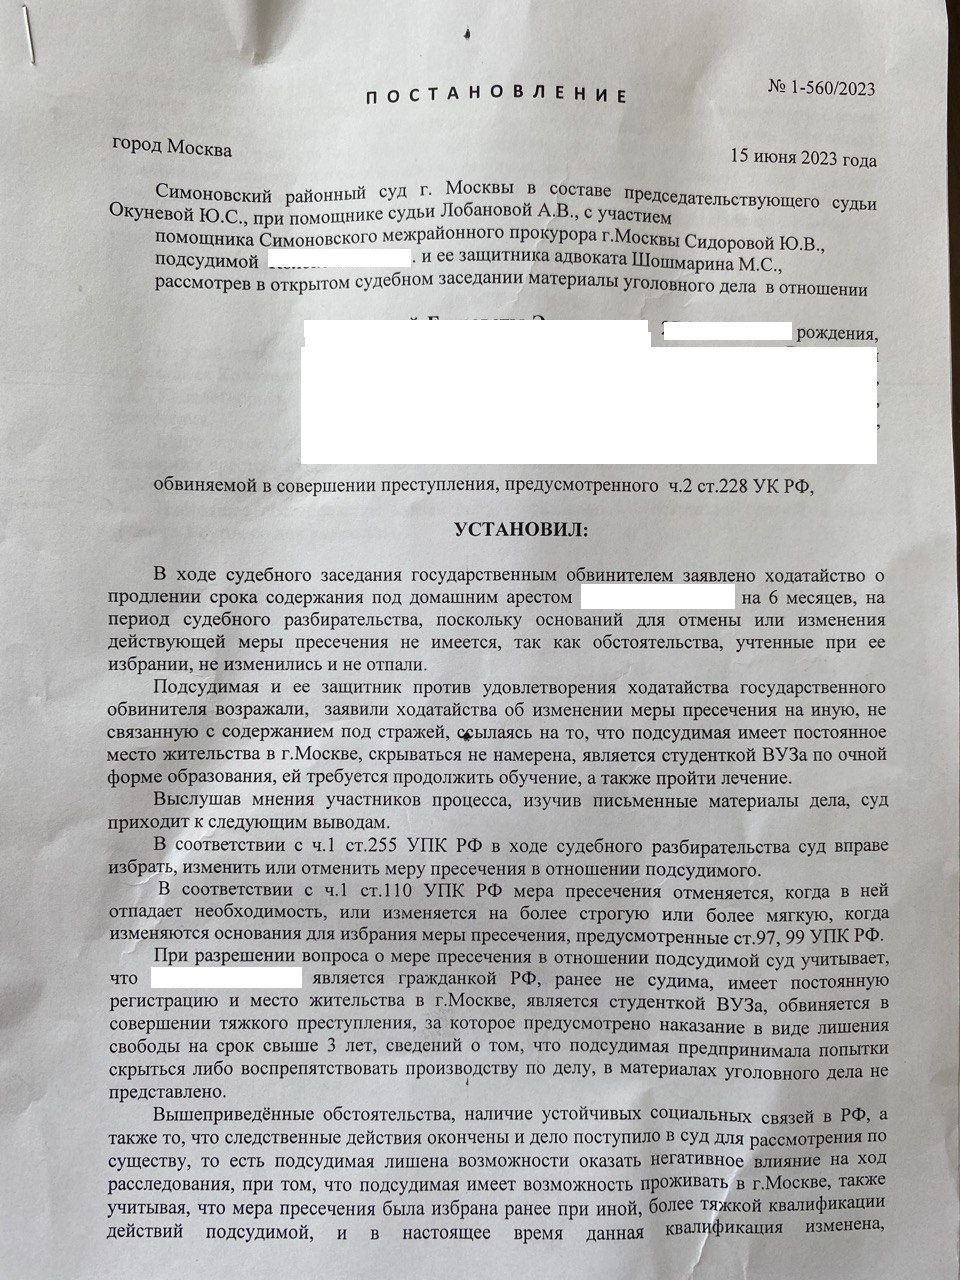 № 1-560/2023
ПОСТАНОВЛЕНИЕ
город Москва
15 июня 2023 года
Симоновский районный суд г. Москвы в составе председательствующего судьи
Окуневой Ю.С., при помощнике судьи Лобановой А.В., с участием
помощника Симоновского межрайонного прокурора г.Москвы Сидоровой Ю.В.,
подсудимой . и ее защитника адвоката Шошмарина М.С.,
рассмотрев в открытом судебном заседании материалы уголовного дела в отношении
рождения,
обвиняемой в совершении преступления, предусмотренного ч.2 ст.228 УК РФ,
УСТАНОВИЛ:
В ходе судебного заседания государственным обвинителем заявлено ходатайство о
продлении срока содержания под домашним арестом на 6 месяцев, на
период судебного разбирательства, поскольку оснований для отмены или изменения
действующей меры пресечения не имеется, так как обстоятельства, учтенные при ее
избрании, не изменились и не отпали.
Подсудимая и ее защитник против удовлетворения ходатайства государственного
обвинителя возражали, заявили ходатайства об изменении меры пресечения на иную, не
связанную с содержанием под стражей, ссылаясь на то, что подсудимая имеет постоянное
место жительства в г.Москве, скрываться не намерена, является студенткой ВУЗа по очной
форме образования, ей требуется продолжить обучение, а также пройти лечение.
Выслушав мнения участников процесса, изучив письменные материалы дела, суд
приходит к следующим выводам.
В соответствии с ч.1 ст.255 УПК РФ в ходе судебного разбирательства суд вправе
избрать, изменить или отменить меру пресечения в отношении подсудимого.
В соответствии с ч.1 ст.110 УПК РФ мера пресечения отменяется, когда в ней
отпадает необходимость, или изменяется на более строгую или более мягкую, когда
изменяются основания для избрания меры пресечения, предусмотренные ст.97, 99 УПК РФ.
При разрешении вопроса о мере пресечения в отношении подсудимой суд учитывает,
что является гражданкой РФ, ранее не судима, имеет постоянную
регистрацию и место жительства в г.Москве, является студенткой ВУЗа, обвиняется в
совершении тяжкого преступления, за которое предусмотрено наказание в виде лишения
свободы на срок свыше 3 лет, сведений о том, что подсудимая предпринимала попытки
скрыться либо воспрепятствовать производству по делу, в материалах уголовного дела не
представлено.
Вышеприведённые обстоятельства, наличие устойчивых социальных связей в РФ, а
также то, что следственные действия окончены и дело поступило в суд для рассмотрения по
существу, то есть подсудимая лишена возможности оказать негативное влияние на ход
расследования, при том, что подсудимая имеет возможность проживать в г.Москве, также
учитывая, что мера пресечения была избрана ранее при иной, более тяжкой квалификации
действий подсудимой, и в настоящее время данная квалификация изменена,